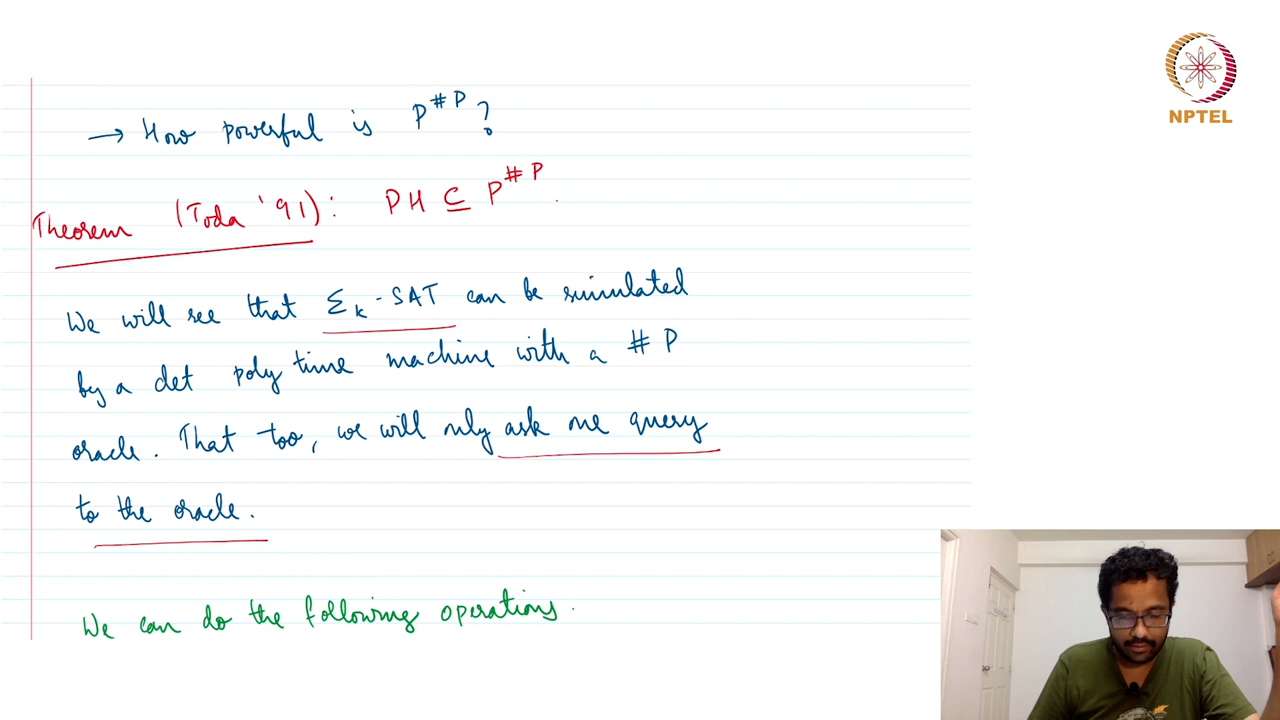 → How powerful is P^#P?
Theorem (Toda '91): PH ⊆ P^#P.
We will see that Σk-SAT can be simulated
by a det poly time machine with a #P
oracle. That too, we will only ask one query
to the oracle.
We can do the following operations.
NPTEL